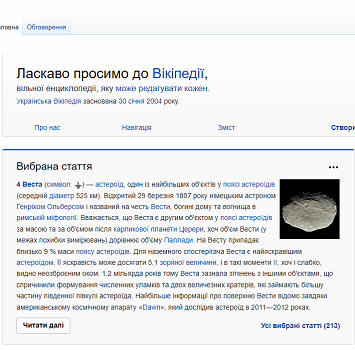 оловна Обговорення
Ласкаво просимо до Вікіпедії,
вільної енциклопедії, яку може редагувати кожен.
Українська Вікіпедія заснована 30 січня 2004 року.
Про нас Навігація Зміст Створи
Вибрана стаття
4 Веста (символ: ) — астероїд, один із найбільших об'єктів у поясі астероїдів
(середній діаметр 525 км). Відкритий 29 березня 1807 року німецьким астроном
Генріхом Ольберсом і названий на честь Вести, богині дому та вогнища в
римській міфології. Вважається, що Веста є другим об'єктом у поясі астероїдів
за масою та за об'ємом після карликової планети Церери, хоч об'єм Вести (у
межах похибки вимірювань) дорівнює об'єму Паллади. На Весту припадає
близько 9 % маси поясу астероїдів. Для наземного спостерігача Веста є найяскравішим
астероїдом. Її яскравість може досягати 5,1 зоряної величини, і в такі моменти її, хоч і слабко,
видно неозброєним оком. 1,2 мільярда років тому Веста зазнала зіткнень з іншими об'єктами, що
спричинили формування численних уламків та двох величезних кратерів, які займають більшу
частину південної півкулі астероїда. Найбільше інформації про поверхню Вести відомо завдяки
американському космічному апарату «Dawn», який дослідив астероїд в 2011—2012 роках.
Читати далі Усі вибрані статті (213)